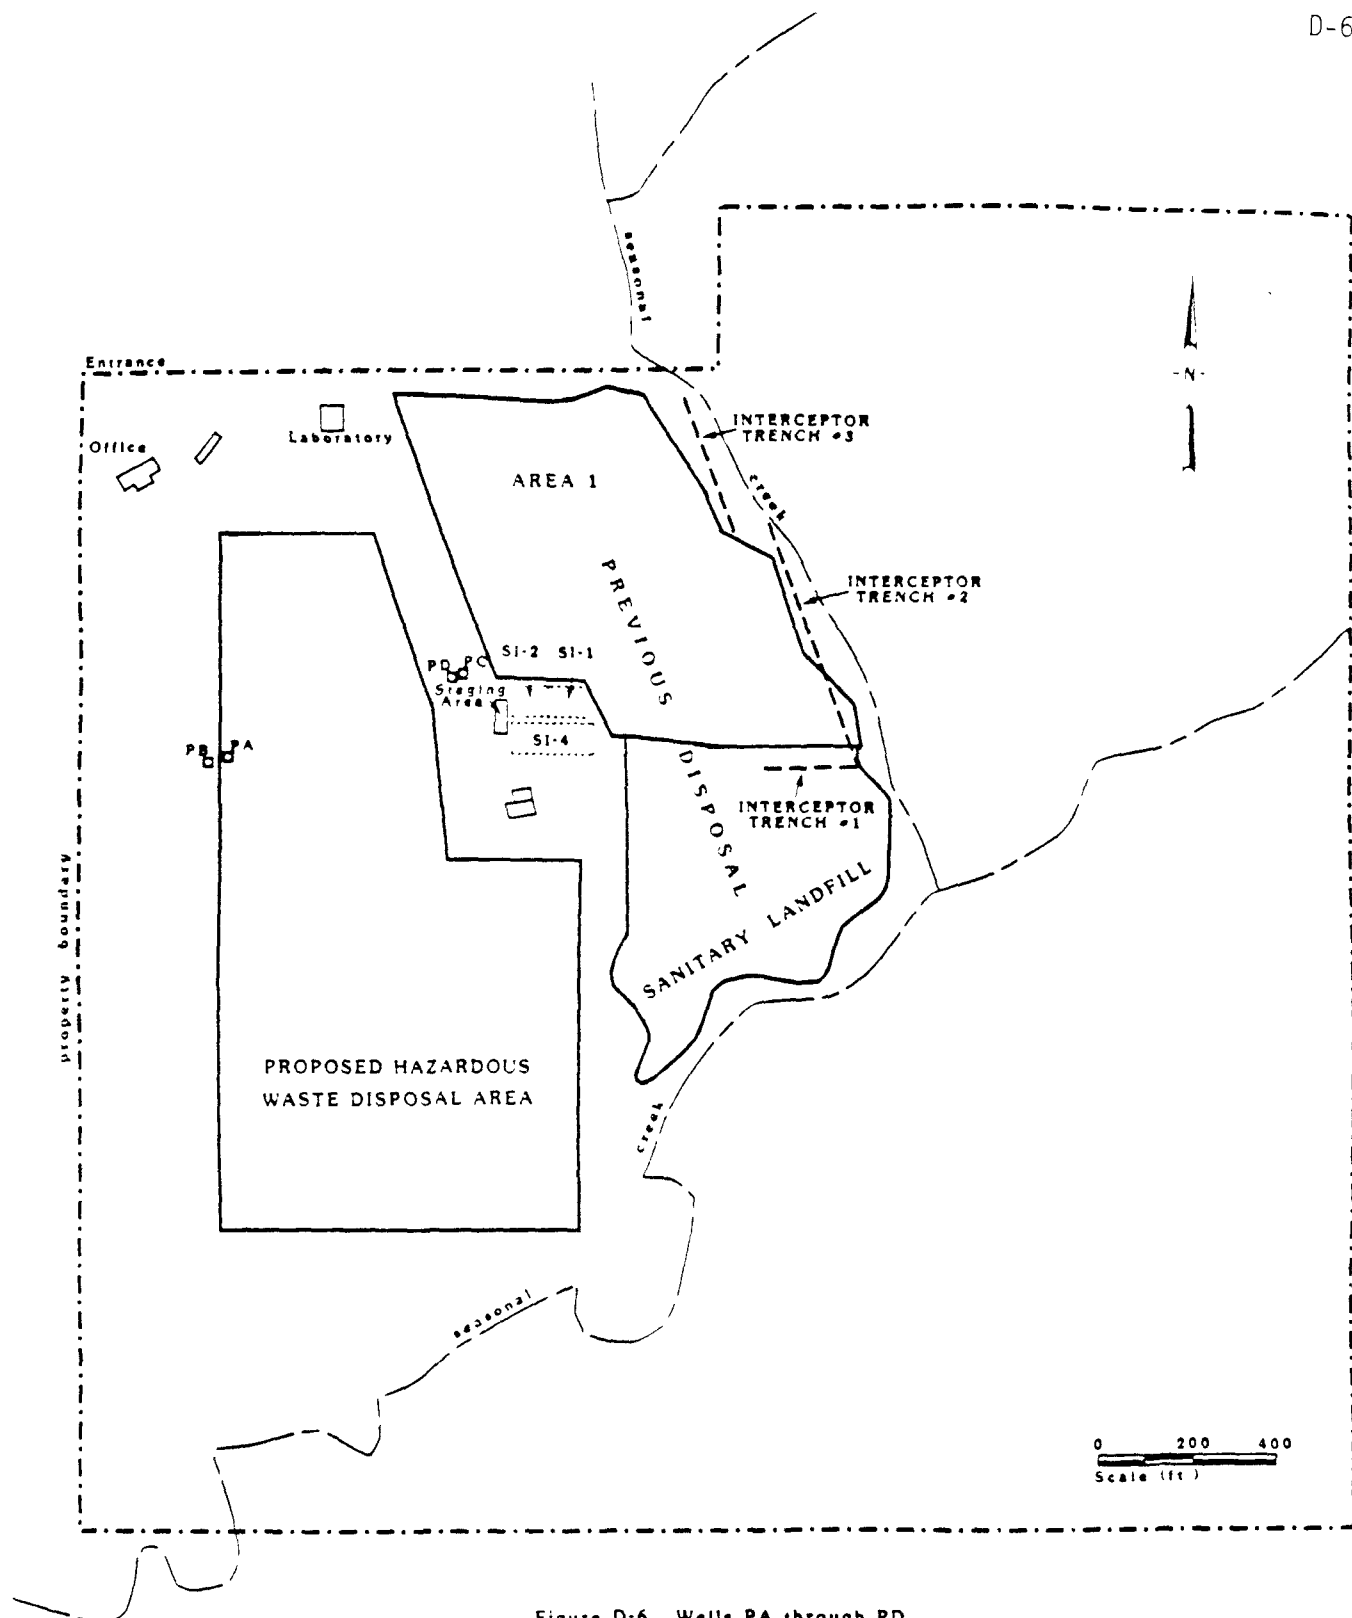 D-6
seasonal
Entrance
-N-
INTERCEPTOR
TRENCH #3
Laboratory
Office
AREA 1
creek
PREVIOUS
INTERCEPTOR
TRENCH #2
SI-2 SI-1
PD PC
Staging
Area
SI-4
PB PA
DISPOSAL
INTERCEPTOR
TRENCH #1
SANITARY LANDFILL
property boundary
PROPOSED HAZARDOUS
WASTE DISPOSAL AREA
creek
seasonal
0 200 400
Scale (ft.)
Figure D-6 Wells PA through PD